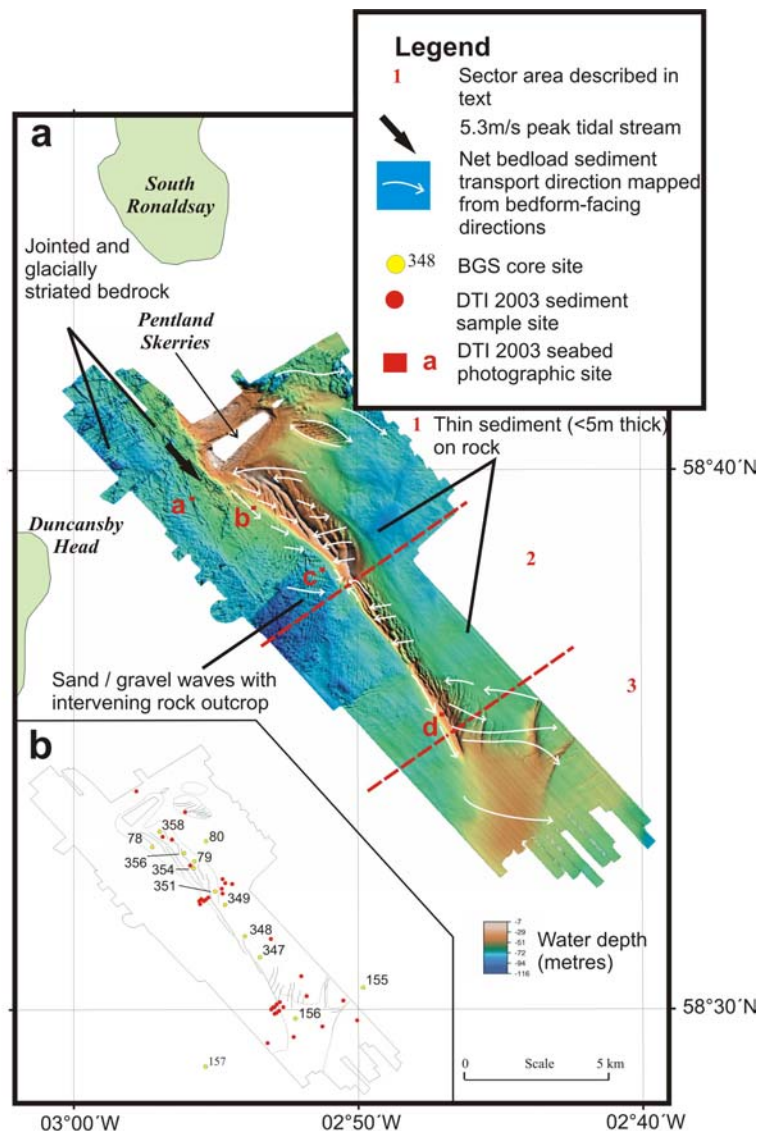 Legend
1 Sector area described in
text
5.3m/s peak tidal stream
Net bedload sediment
transport direction mapped
from bedform-facing
directions
348 BGS core site
DTI 2003 sediment
sample site
a DTI 2003 seabed
photographic site
a
South
Ronaldsay
Jointed and
glacially
striated bedrock
Pentland
Skerries
1 Thin sediment (<5m thick)
on rock
58°40´N
Duncansby
Head
a
b
c
2
3
d
Sand / gravel waves with
intervening rock outcrop
b
358
78
80
356
79
354
351
349
348
347
155
156
157
-7
-29
-51
-72
-94
-116
Water depth
(metres)
58°30´N
0 Scale 5 km
03°00´W
02°50´W
02°40´W